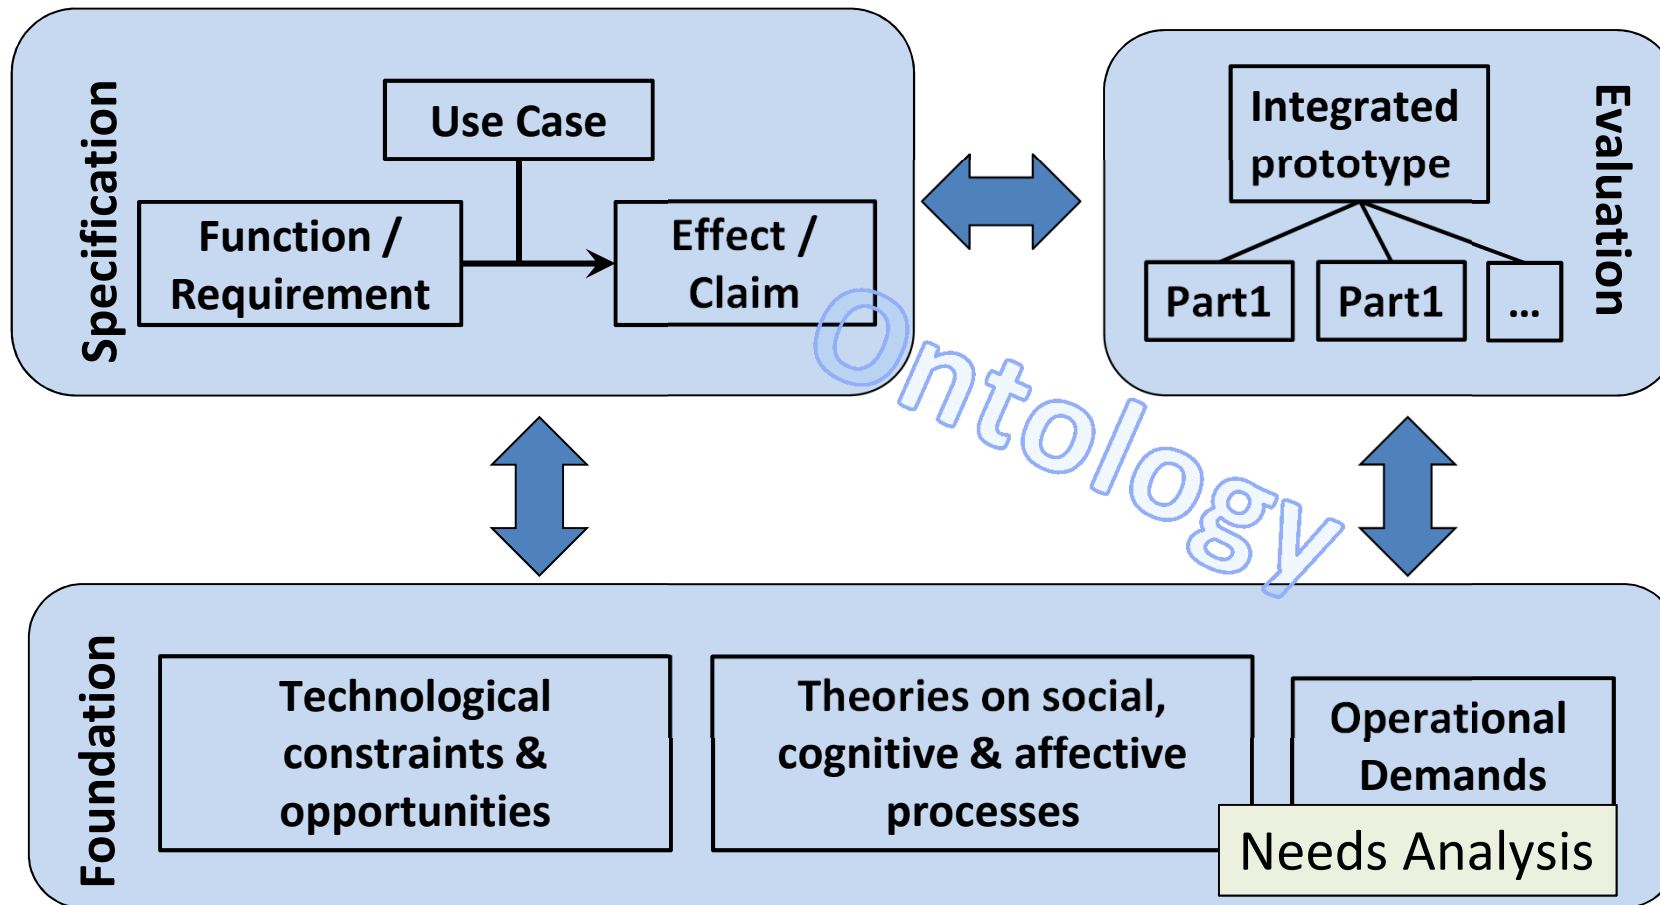 Specification
Use Case
Function /
Requirement
Effect /
Claim
Evaluation
Integrated
prototype
Part1
Part1
...
Ontology
Foundation
Technological
constraints &
opportunities
Theories on social,
cognitive & affective
processes
Operational
Demands
Needs Analysis